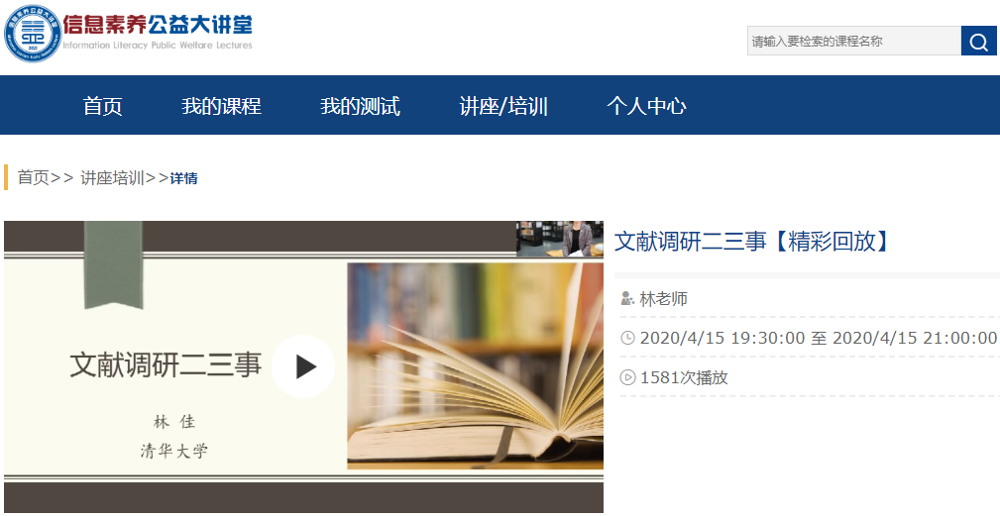 信息素养公益大讲堂
Information Literacy Public Welfare Lectures
请输入要检索的课程名称
首页 我的课程 我的测试 讲座/培训 个人中心
首页>> 讲座培训>>详情
文献调研二三事
林 佳
清华大学
文献调研二三事【精彩回放】
林老师
2020/4/15 19:30:00 至 2020/4/15 21:00:00
1581次播放